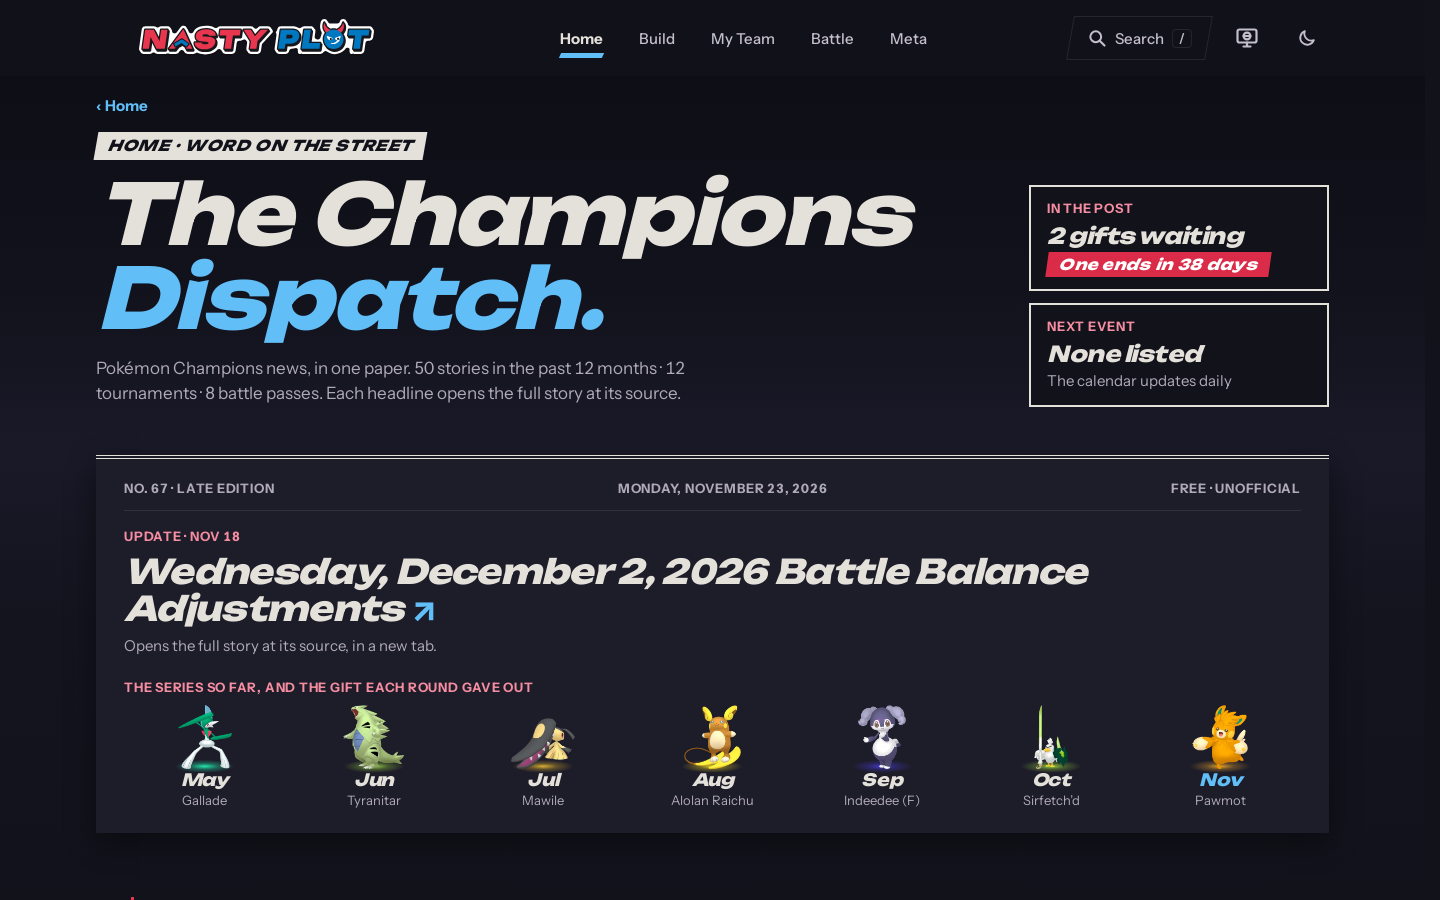 NASTY PLOT
Home
Build
My Team
Battle
Meta
Search /
‹ Home
HOME · WORD ON THE STREET
The Champions
Dispatch.
Pokémon Champions news, in one paper. 50 stories in the past 12 months · 12
tournaments · 8 battle passes. Each headline opens the full story at its source.
IN THE POST
2 gifts waiting
One ends in 38 days
NEXT EVENT
None listed
The calendar updates daily
NO. 67 · LATE EDITION
MONDAY, NOVEMBER 23, 2026
FREE · UNOFFICIAL
UPDATE · NOV 18
Wednesday, December 2, 2026 Battle Balance
Adjustments ↗
Opens the full story at its source, in a new tab.
THE SERIES SO FAR, AND THE GIFT EACH ROUND GAVE OUT
May
Gallade
Jun
Tyranitar
Jul
Mawile
Aug
Alolan Raichu
Sep
Indeedee (F)
Oct
Sirfetch'd
Nov
Pawmot